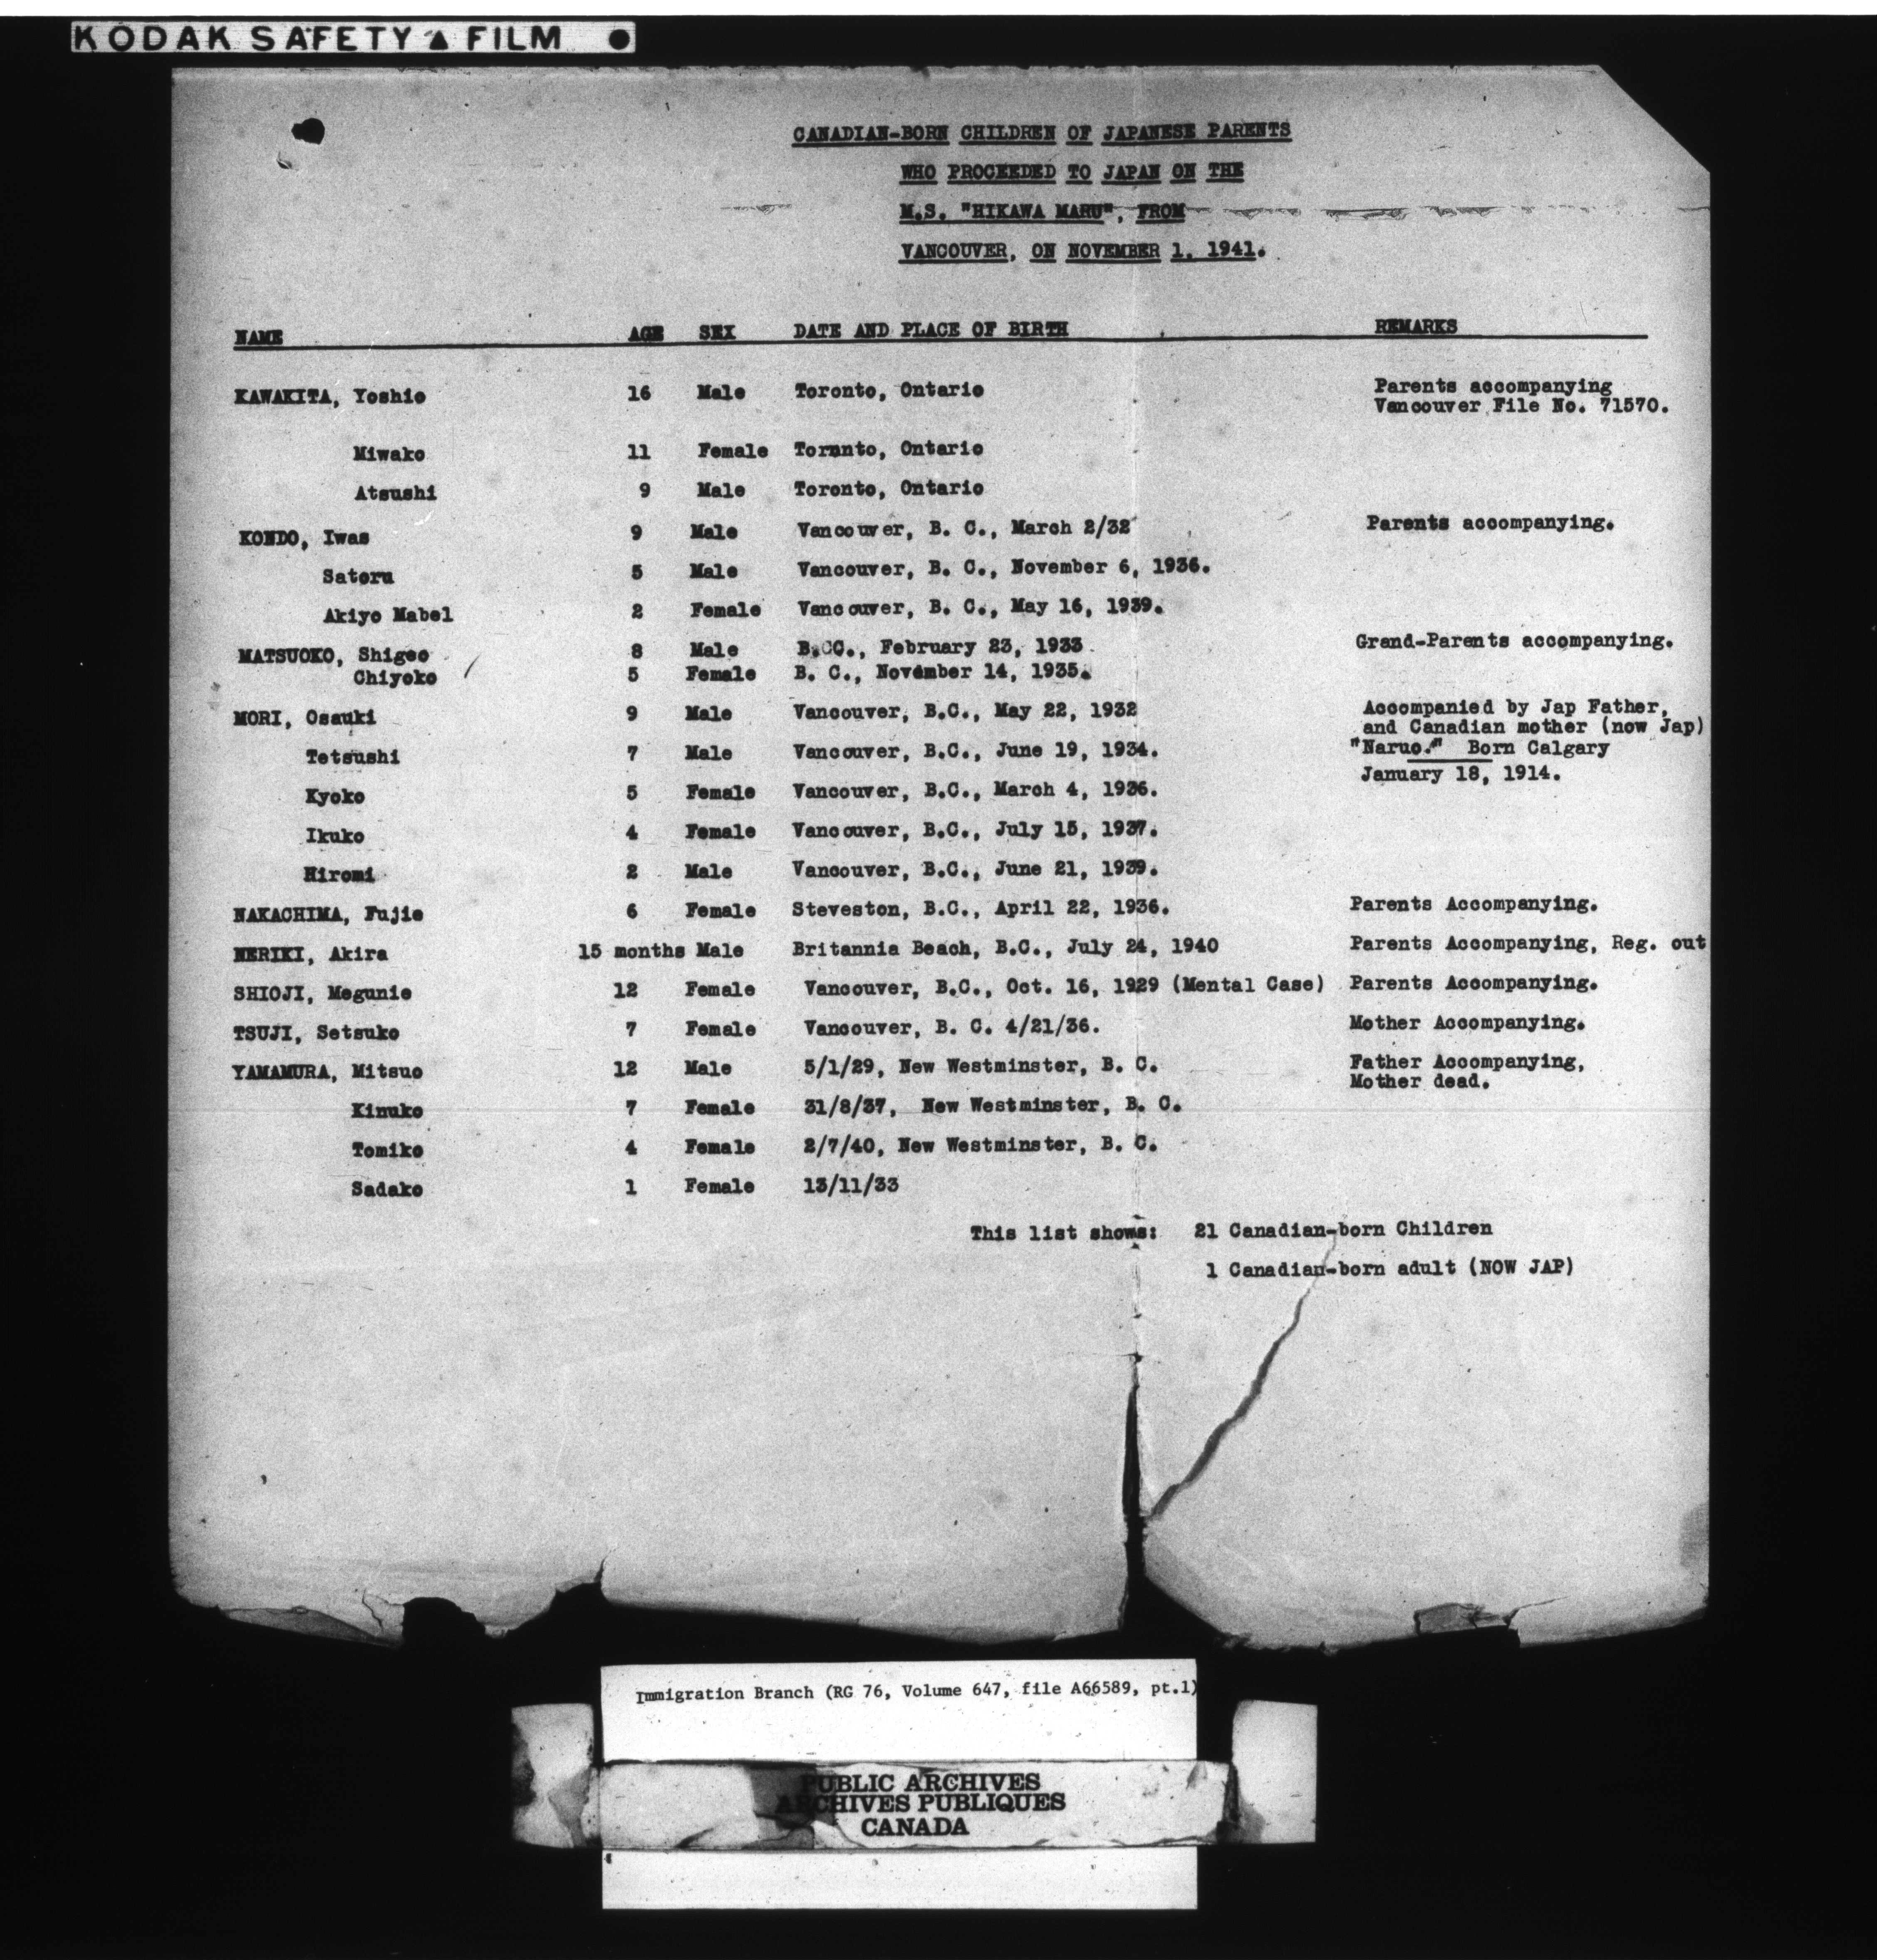 KODAK SAFETY ▲ FILM ●
CANADIAN-BORN CHILDREN OF JAPANESE PARENTS
WHO PROCEEDED TO JAPAN ON THE
M.S. "HIKAWA MARU", FROM
VANCOUVER, ON NOVEMBER 1, 1941.
NAME AGE SEX DATE AND PLACE OF BIRTH REMARKS
KAWAKITA, Yoshio 16 Male Toronto, Ontario Parents accompanying
Vancouver File No. 71570.
Miwako 11 Female Toronto, Ontario
Atsushi 9 Male Toronto, Ontario
KONDO, Iwao 9 Male Vancouver, B. C., March 2/32 Parents accompanying.
Satoru 5 Male Vancouver, B. C., November 6, 1936.
Akiyo Mabel 2 Female Vancouver, B. C., May 16, 1939.
MATSUOKO, Shigeo 8 Male B.CC., February 23, 1933. Grand-Parents accompanying.
Chiyoko 5 Female B. C., November 14, 1935.
MORI, Osauki 9 Male Vancouver, B.C., May 22, 1932 Accompanied by Jap Father,
and Canadian mother (now Jap)
Tetsushi 7 Male Vancouver, B.C., June 19, 1934. "Naruo." Born Calgary
January 18, 1914.
Kyoko 5 Female Vancouver, B.C., March 4, 1936.
Ikuko 4 Female Vancouver, B.C., July 15, 1937.
Hiromi 2 Male Vancouver, B.C., June 21, 1939.
NAKACHIMA, Fujie 6 Female Steveston, B.C., April 22, 1936. Parents Accompanying.
NERIKI, Akira 15 months Male Britannia Beach, B.C., July 24, 1940 Parents Accompanying, Reg. out
SHIOJI, Megunie 12 Female Vancouver, B.C., Oct. 16, 1929 (Mental Case) Parents Accompanying.
TSUJI, Setsuko 7 Female Vancouver, B. C. 4/21/36. Mother Accompanying.
YAMAMURA, Mitsuo 12 Male 5/1/29, New Westminster, B. C. Father Accompanying,
Mother dead.
Kinuko 7 Female 31/8/37, New Westminster, B. C.
Tomiko 4 Female 2/7/40, New Westminster, B. C.
Sadako 1 Female 13/11/33
This list shows: 21 Canadian-born Children
1 Canadian-born adult (NOW JAP)
Immigration Branch (RG 76, Volume 647, file A66589, pt.1)
PUBLIC ARCHIVES
ARCHIVES PUBLIQUES
CANADA